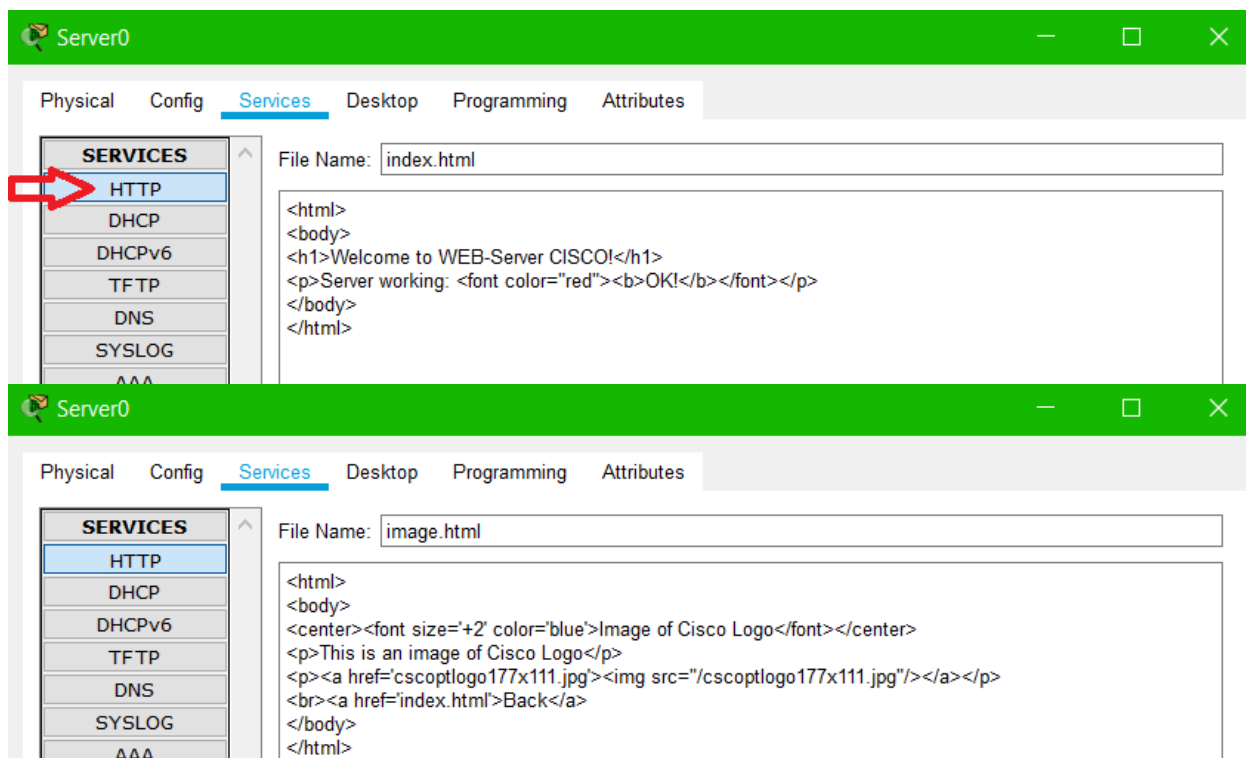 Server0
Physical Config Services Desktop Programming Attributes
SERVICES
HTTP
DHCP
DHCPv6
TFTP
DNS
SYSLOG
AAA
File Name: index.html
<html>
<body>
<h1>Welcome to WEB-Server CISCO!</h1>
<p>Server working: <font color="red"><b>OK!</b></font></p>
</body>
</html>
Server0
Physical Config Services Desktop Programming Attributes
SERVICES
HTTP
DHCP
DHCPv6
TFTP
DNS
SYSLOG
AAA
File Name: image.html
<html>
<body>
<center><font size='+2' color='blue'>Image of Cisco Logo</font></center>
<p>This is an image of Cisco Logo</p>
<p><a href='cscoptlogo177x111.jpg'><img src="/cscoptlogo177x111.jpg"/></a></p>
<br><a href='index.html'>Back</a>
</body>
</html>